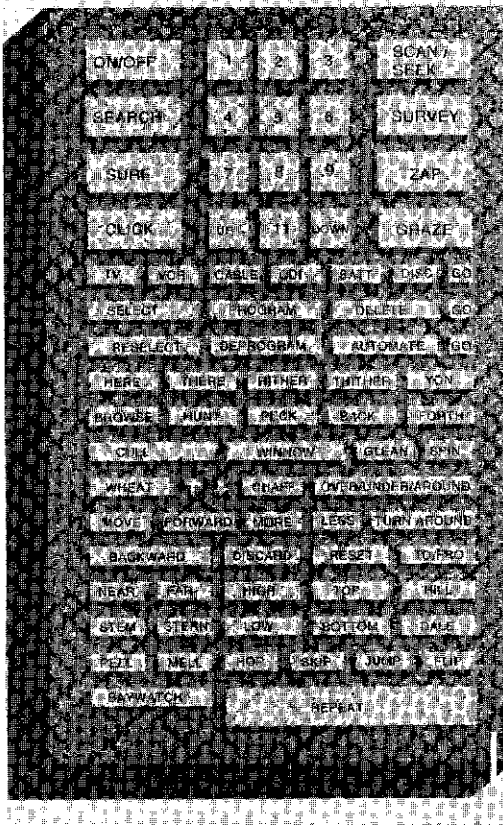 ON/OFF 1 2 3 SCAN / SEEK
SEARCH 4 5 6 SURVEY
SURF 7 8 9 ZAP
CLICK UP 11 DOWN GRAZE
TV VCR CABLE UDI BATT DISC GO
SELECT PROGRAM DELETE GO
RESELECT DEPROGRAM AUTOMATE GO
HERE THERE HITHER THITHER YON
BROWSE HUNT PECK BACK FORTH
CULL WINNOW GLEAN SPIN
WHEAT CHAFF OVER/UNDER/AROUND
MOVE FORWARD MORE LESS TURN AROUND
BACKWARD DISCARD RESET TO/FRO
NEAR FAR HIGH TOP HILL
STEM STERN LOW BOTTOM DALE
PELL MELL HOP SKIP JUMP FLIP
BAYWATCH REPEAT